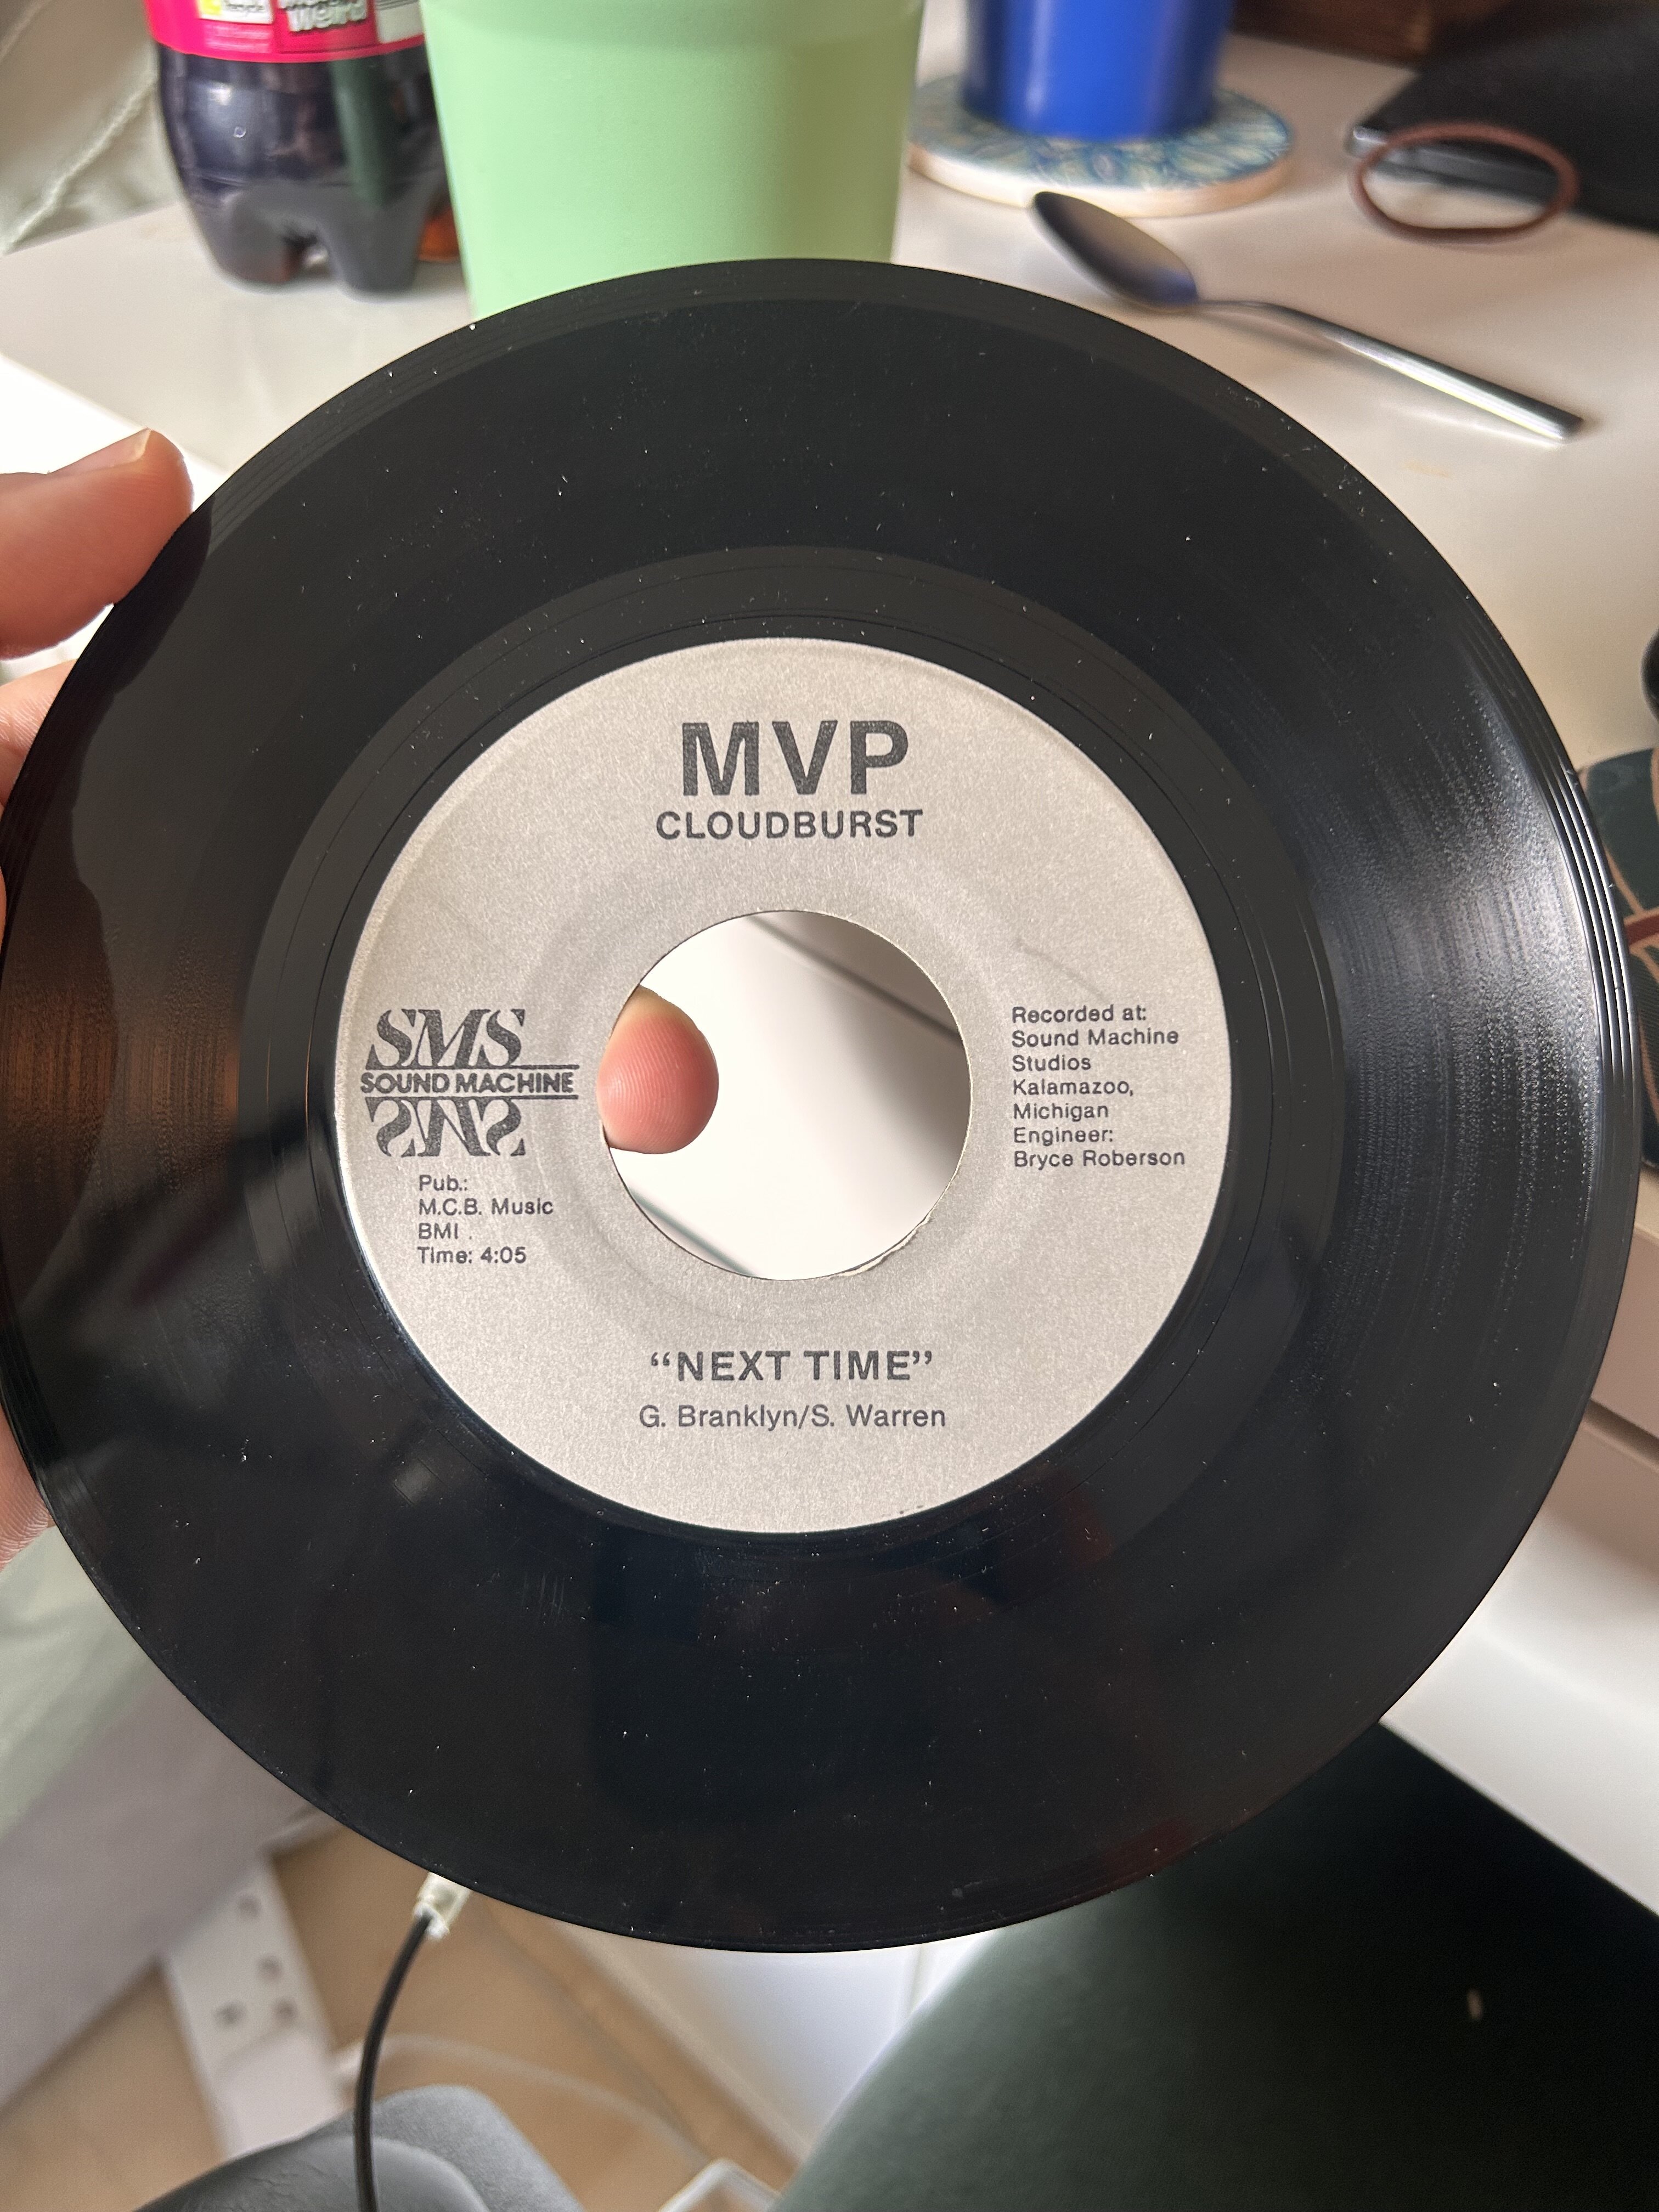 Weird
MVP
CLOUDBURST
SMS
SOUND MACHINE
SMS
Pub.:
M.C.B. Music
BMI .
Time: 4:05
Recorded at:
Sound Machine
Studios
Kalamazoo,
Michigan
Engineer:
Bryce Roberson
“NEXT TIME”
G. Branklyn/S. Warren